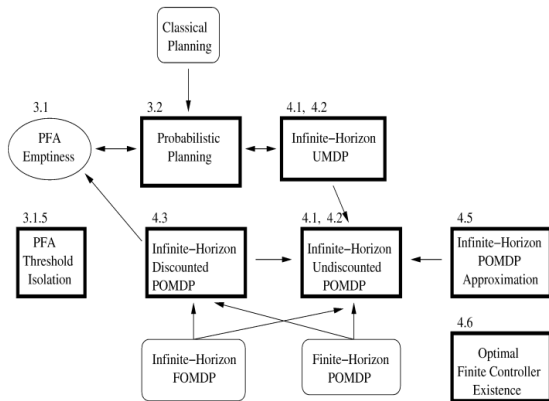 Classical
Planning
3.1
3.2
4.1, 4.2
PFA
Emptiness
Probabilistic
Planning
Infinite−Horizon
UMDP
3.1.5
4.3
4.1, 4.2
4.5
PFA
Threshold
Isolation
Infinite−Horizon
Discounted
POMDP
Infinite−Horizon
Undiscounted
POMDP
Infinite−Horizon
POMDP
Approximation
4.6
Infinite−Horizon
FOMDP
Finite−Horizon
POMDP
Optimal
Finite Controller
Existence